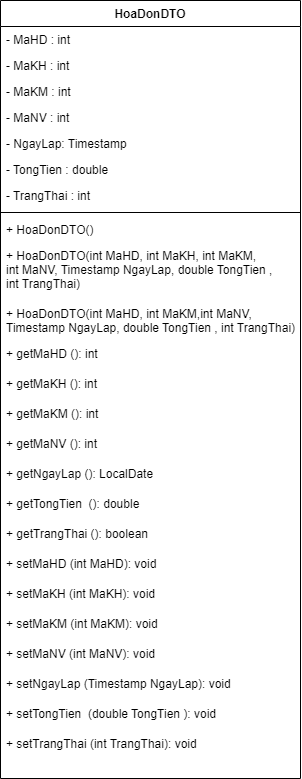 HoaDonDTO
- MaHD : int
- MaKH : int
- MaKM : int
- MaNV : int
- NgayLap: Timestamp
- TongTien : double
- TrangThai : int
+ HoaDonDTO()
+ HoaDonDTO(int MaHD, int MaKH, int MaKM,
int MaNV, Timestamp NgayLap, double TongTien ,
int TrangThai)
+ HoaDonDTO(int MaHD, int MaKM,int MaNV,
Timestamp NgayLap, double TongTien , int TrangThai)
+ getMaHD (): int
+ getMaKH (): int
+ getMaKM (): int
+ getMaNV (): int
+ getNgayLap (): LocalDate
+ getTongTien  (): double
+ getTrangThai (): boolean
+ setMaHD (int MaHD): void
+ setMaKH (int MaKH): void
+ setMaKM (int MaKM): void
+ setMaNV (int MaNV): void
+ setNgayLap (Timestamp NgayLap): void
+ setTongTien  (double TongTien ): void
+ setTrangThai (int TrangThai): void